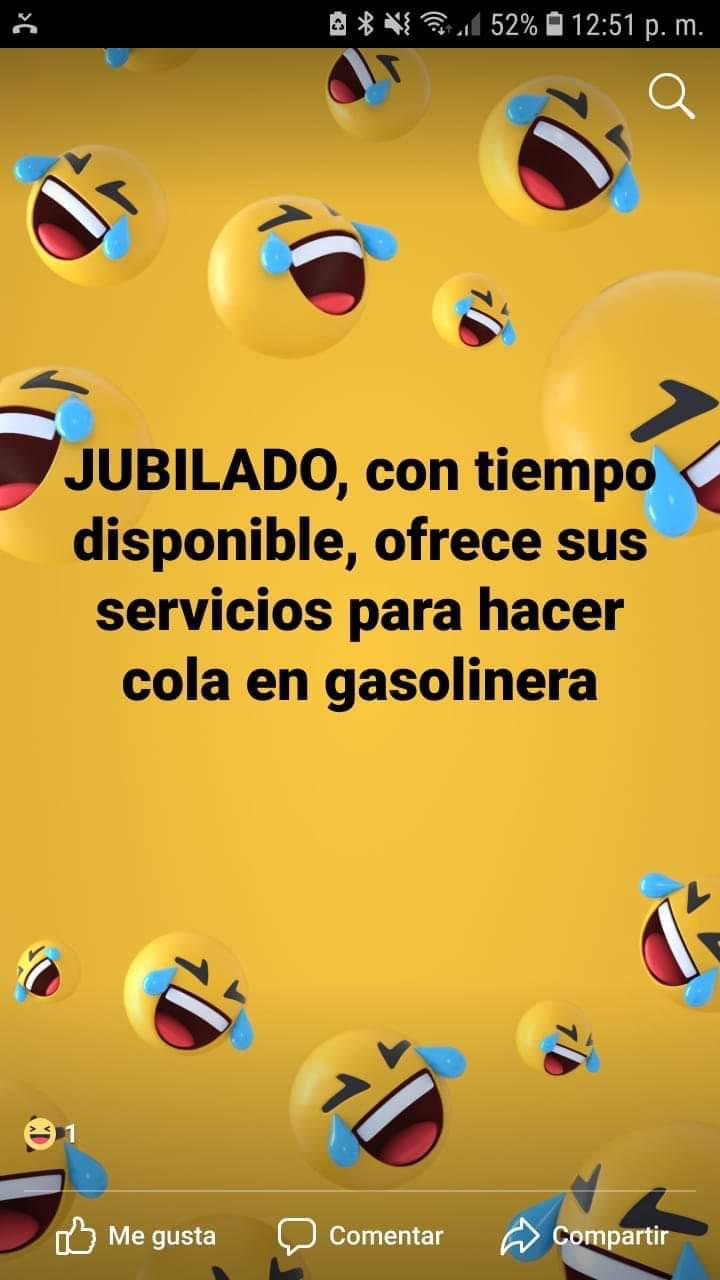 52% 12:51 p. m.
JUBILADO, con tiempo
disponible, ofrece sus
servicios para hacer
cola en gasolinera
1
Me gusta Comentar Compartir